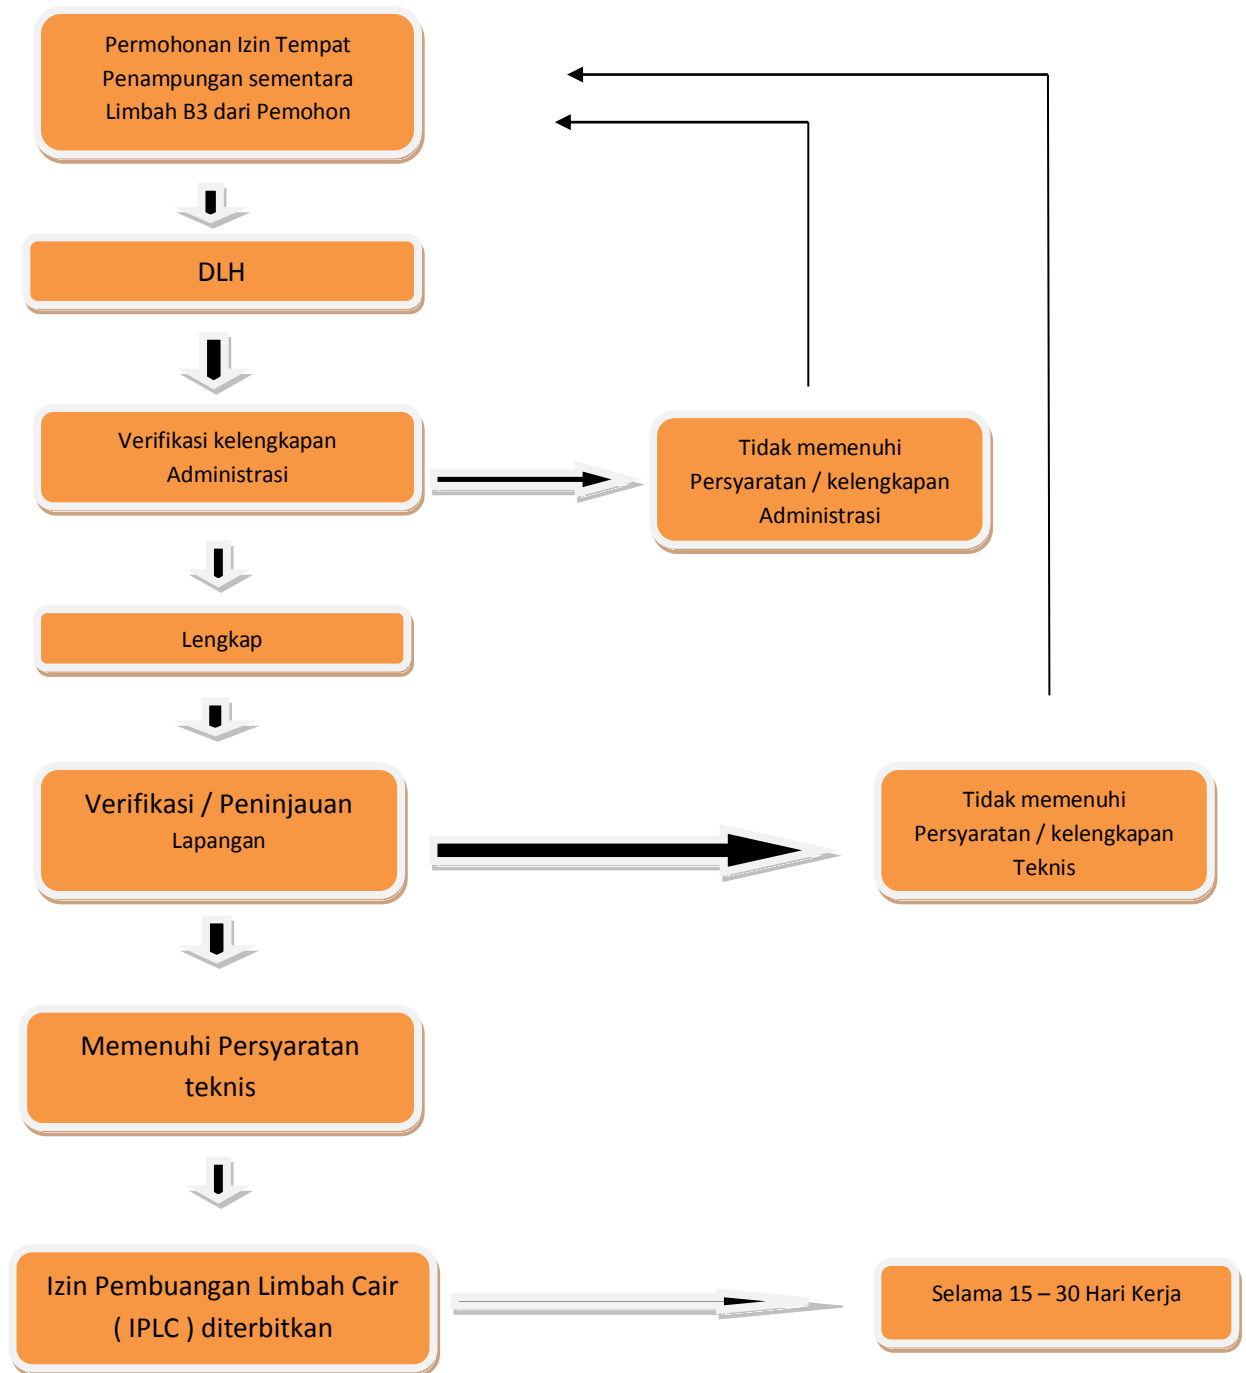 Permohonan Izin Tempat
Penampungan sementara
Limbah B3 dari Pemohon
DLH
Verifikasi kelengkapan
Administrasi
Tidak memenuhi
Persyaratan / kelengkapan
Administrasi
Lengkap
Verifikasi / Peninjauan
Lapangan
Tidak memenuhi
Persyaratan / kelengkapan
Teknis
Memenuhi Persyaratan
teknis
Izin Pembuangan Limbah Cair
( IPLC ) diterbitkan
Selama 15 – 30 Hari Kerja